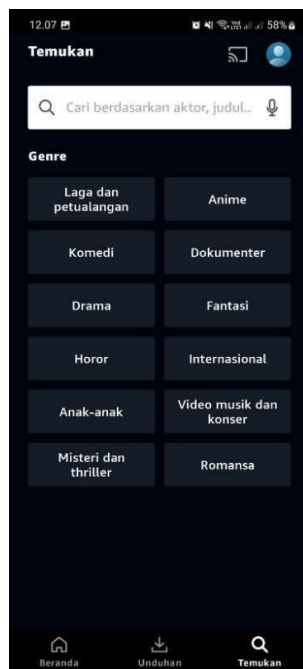 12.07
58%
Temukan
Cari berdasarkan aktor, judul..
Genre
Laga dan
petualangan
Anime
Komedi
Dokumenter
Drama
Fantasi
Horor
Internasional
Anak-anak
Video musik dan
konser
Misteri dan
thriller
Romansa
Beranda
Unduhan
Temukan